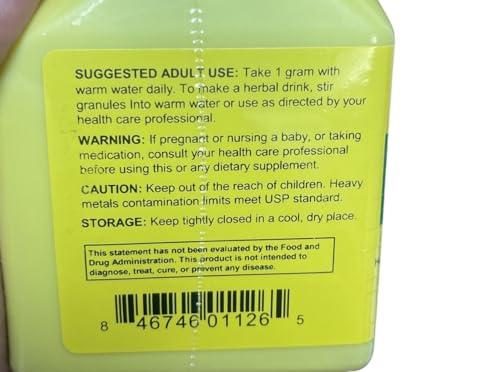 SUGGESTED ADULT USE: Take 1 gram with
warm water daily. To make a herbal drink, stir
granules Into warm water or use as directed by your
health care professional.
WARNING: If pregnant or nursing a baby, or taking
medication, consult your health care professional
before using this or any dietary supplement.
CAUTION: Keep out of the reach of children. Heavy
metals contamination limits meet USP standard.
STORAGE: Keep tightly closed in a cool, dry place.
This statement has not been evaluated by the Food and
Drug Administration. This product is not intended to
diagnose, treat, cure, or prevent any disease.
8 46746 01126 5